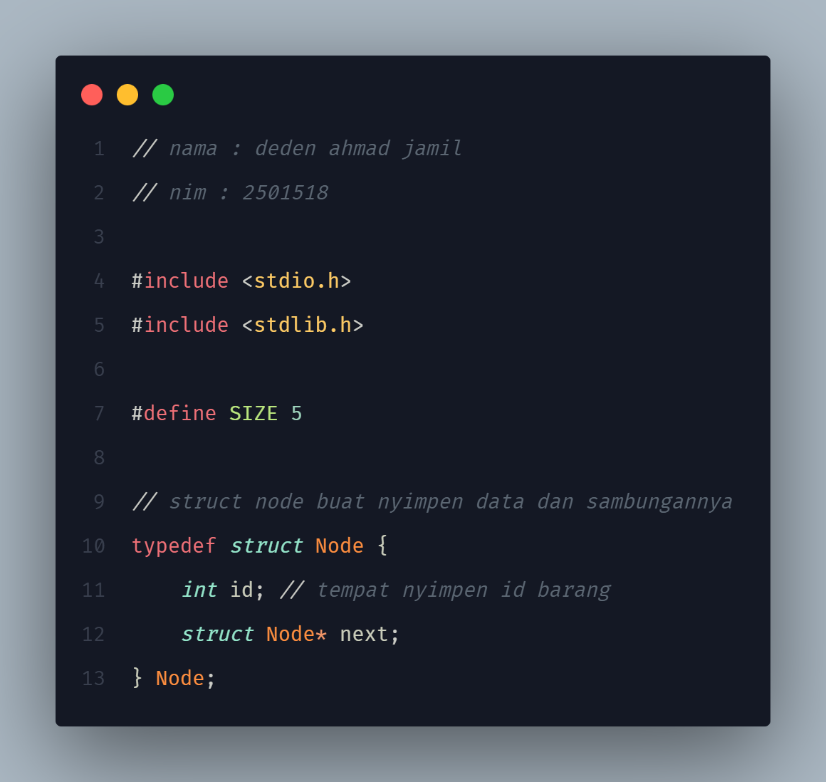 1 // nama : deden ahmad jamil
2 // nim : 2501518
3
4 #include <stdio.h>
5 #include <stdlib.h>
6
7 #define SIZE 5
8
9 // struct node buat nyimpen data dan sambungannya
10 typedef struct Node {
11     int id; // tempat nyimpen id barang
12     struct Node* next;
13 } Node;